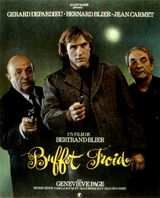 GERARD DEPARDIEU • BERNARD BLIER • JEAN CARMET
UN FILM DE
BERTRAND BLIER
Buffet Froid
GENEVIÈVE PAGE